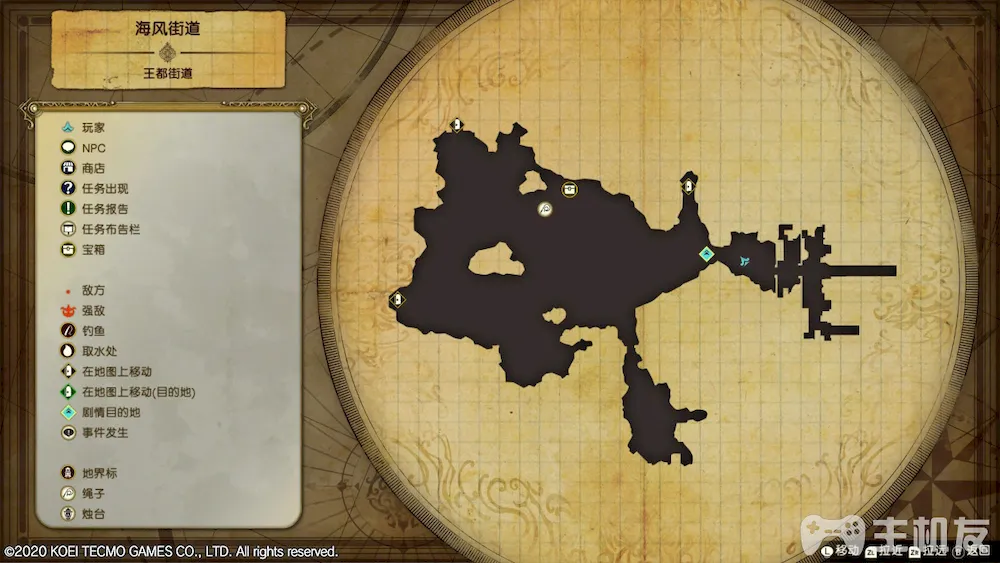 海风街道
王都街道
玩家
NPC
商店
任务出现
任务报告
任务布告栏
宝箱
敌方
强敌
钓鱼
取水处
在地图上移动
在地图上移动(目的地)
剧情目的地
事件发生
地界标
绳子
烛台
©2020 KOEI TECMO GAMES CO., LTD. All rights reserved.
主机友
L 移动 ZL 拉近 ZR 拉远 B 返回